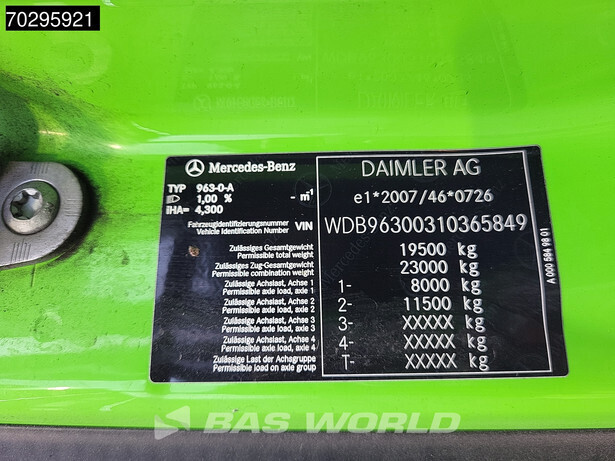 70295921
Mercedes-Benz
DAIMLER AG
TYP 963-0-A
1,00 % - m-1
iHA= 4,300
e1*2007/46*0726
Fahrzeugidentifizierungsnummer
Vehicle Identification Number VIN WDB96300310365849
Zulässiges Gesamtgewicht
Permissible total weight 19500 kg
Zulässiges Zug-Gesamtgewicht
Permissible combination weight 23000 kg
Zulässige Achslast, Achse 1
Permissible axle load, axle 1 1- 8000 kg
Zulässige Achslast, Achse 2
Permissible axle load, axle 2 2- 11500 kg
Zulässige Achslast, Achse 3
Permissible axle load, axle 3 3- XXXXX kg
Zulässige Achslast, Achse 4
Permissible axle load, axle 4 4- XXXXX kg
Zulässige Last der Achsgruppe
Permissible load on axle group T- XXXXX kg
A 000 584 98 01
BAS WORLD